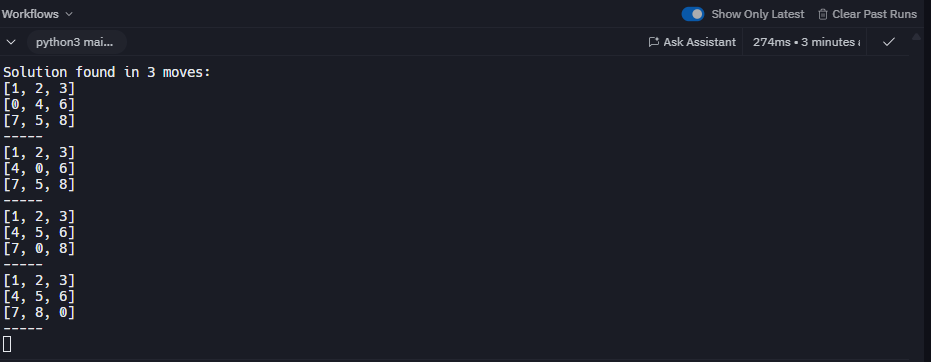 Workflows Show Only Latest Clear Past Runs
python3 mai... Ask Assistant 274ms • 3 minutes
Solution found in 3 moves:
[1, 2, 3]
[0, 4, 6]
[7, 5, 8]
-----
[1, 2, 3]
[4, 0, 6]
[7, 5, 8]
-----
[1, 2, 3]
[4, 5, 6]
[7, 0, 8]
-----
[1, 2, 3]
[4, 5, 6]
[7, 8, 0]
-----